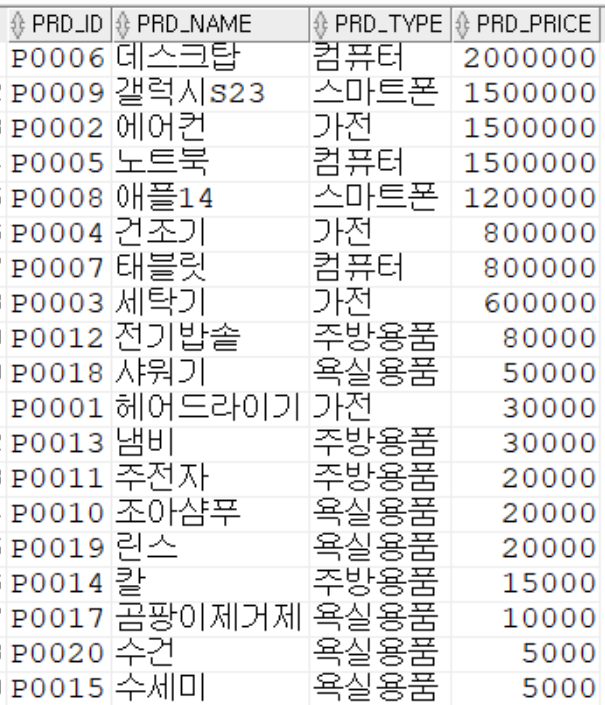 PRD_ID PRD_NAME PRD_TYPE PRD_PRICE
P0006 데스크탑 컴퓨터 2000000
P0009 갤럭시S23 스마트폰 1500000
P0002 에어컨 가전 1500000
P0005 노트북 컴퓨터 1500000
P0008 애플14 스마트폰 1200000
P0004 건조기 가전 800000
P0007 태블릿 컴퓨터 800000
P0003 세탁기 가전 600000
P0012 전기밥솥 주방용품 80000
P0018 샤워기 욕실용품 50000
P0001 헤어드라이기 가전 30000
P0013 냄비 주방용품 30000
P0011 주전자 주방용품 20000
P0010 조아샴푸 욕실용품 20000
P0019 린스 욕실용품 20000
P0014 칼 주방용품 15000
P0017 곰팡이제거제 욕실용품 10000
P0020 수건 욕실용품 5000
P0015 수세미 욕실용품 5000